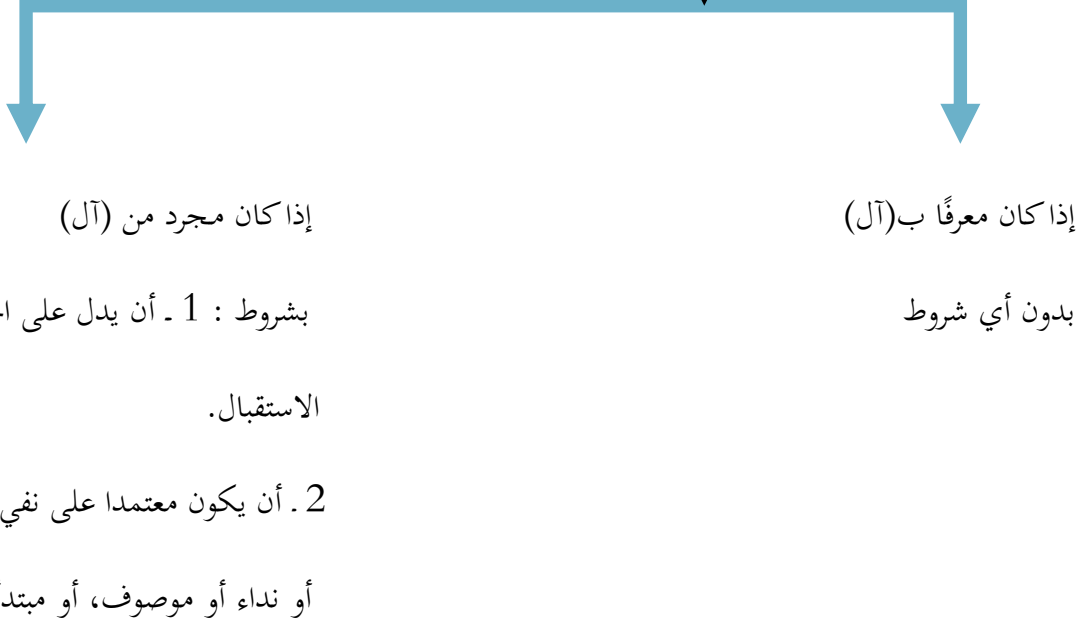 إذا كان معرفًا ب(آل)
بدون أي شروط
إذا كان مجرد من (آل)
بشروط : 1 ـ أن يدل على
الاستقبال.
2 ـ أن يكون معتمدا على نفي
أو نداء أو موصوف، أو